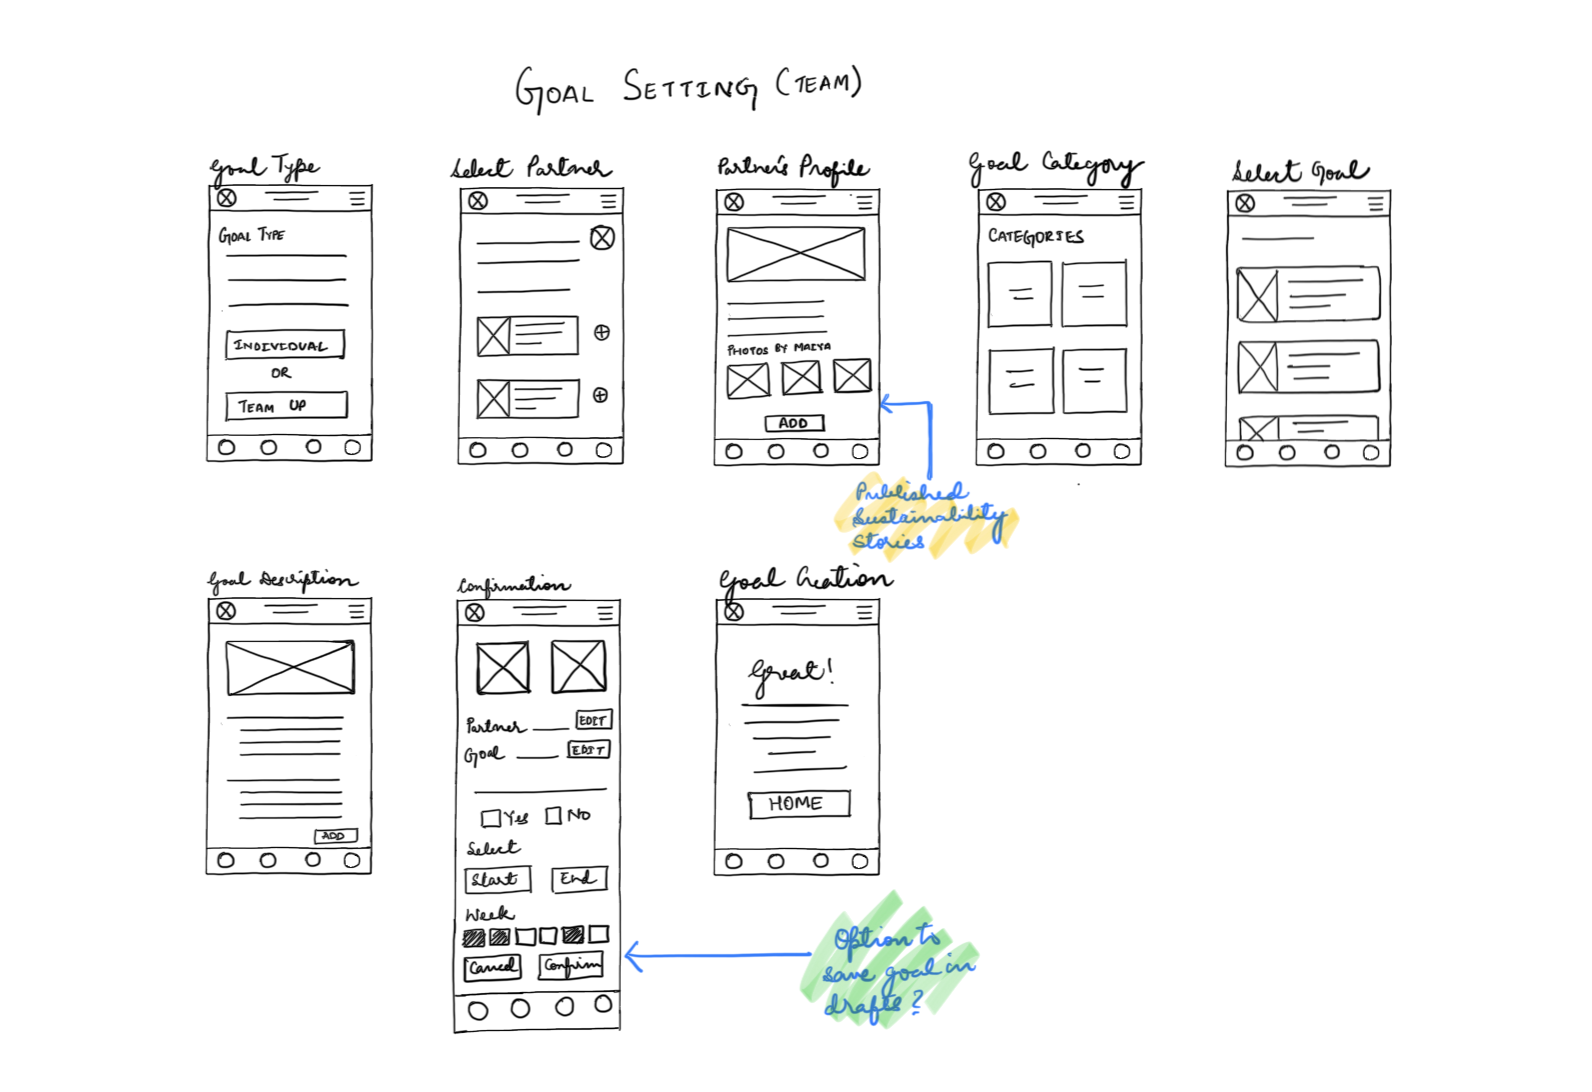 GOAL SETTING (TEAM)
Goal Type
Select Partner
Partner's Profile
Goal Category
Select Goal
GOAL TYPE
INDIVIDUAL
OR
TEAM UP
PHOTOS BY MAIYA
ADD
CATEGORIES
Published
Sustainability
Stories
Goal Description
Confirmation
Goal Creation
ADD
Partner
EDIT
Goal
EDIT
Yes
No
Select
Start
End
Week
Cancel
Confirm
Great!
HOME
Option to
save goal in
drafts?